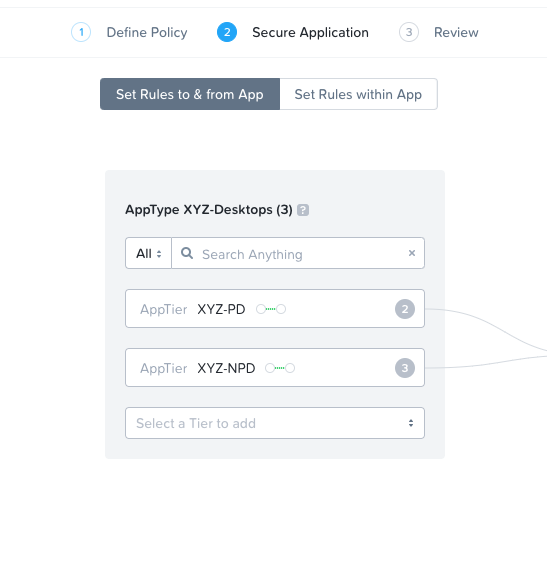 1 Define Policy 2 Secure Application 3 Review
Set Rules to & from App Set Rules within App
AppType XYZ-Desktops (3) ?
All Search Anything ×
AppTier XYZ-PD 2
AppTier XYZ-NPD 3
Select a Tier to add